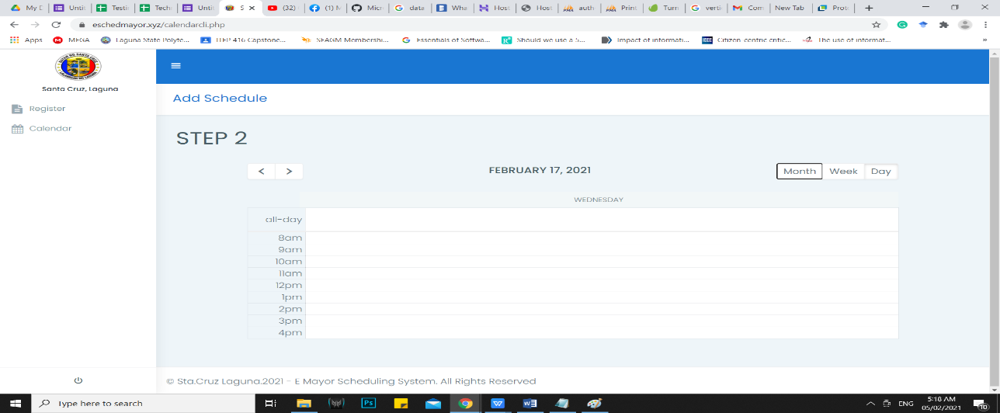 My D
Unti
Testi
Tech
Unti
S
(32)
(1) M
Micr
data
Wha
Host
Host
auth
Print
Turn
verti
Com
New Tab
Prot
eschedmayor.xyz/calendarcli.php
Apps
MEGA
Laguna State Polyte...
ITEP 416 Capstone...
SEAGM Membershi...
Essentials of Softwa...
Should we use a 5...
Impact of informati...
Citizen-centric critic...
The use of informat...
»
Santa Cruz, Laguna
Register
Calendar
Add Schedule
STEP 2
FEBRUARY 17, 2021
Month Week Day
WEDNESDAY
all-day
8am
9am
10am
11am
12pm
1pm
2pm
3pm
4pm
© Sta.Cruz Laguna.2021 - E Mayor Scheduling System. All Rights Reserved
Type here to search
ENG
5:18 AM
05/02/2021